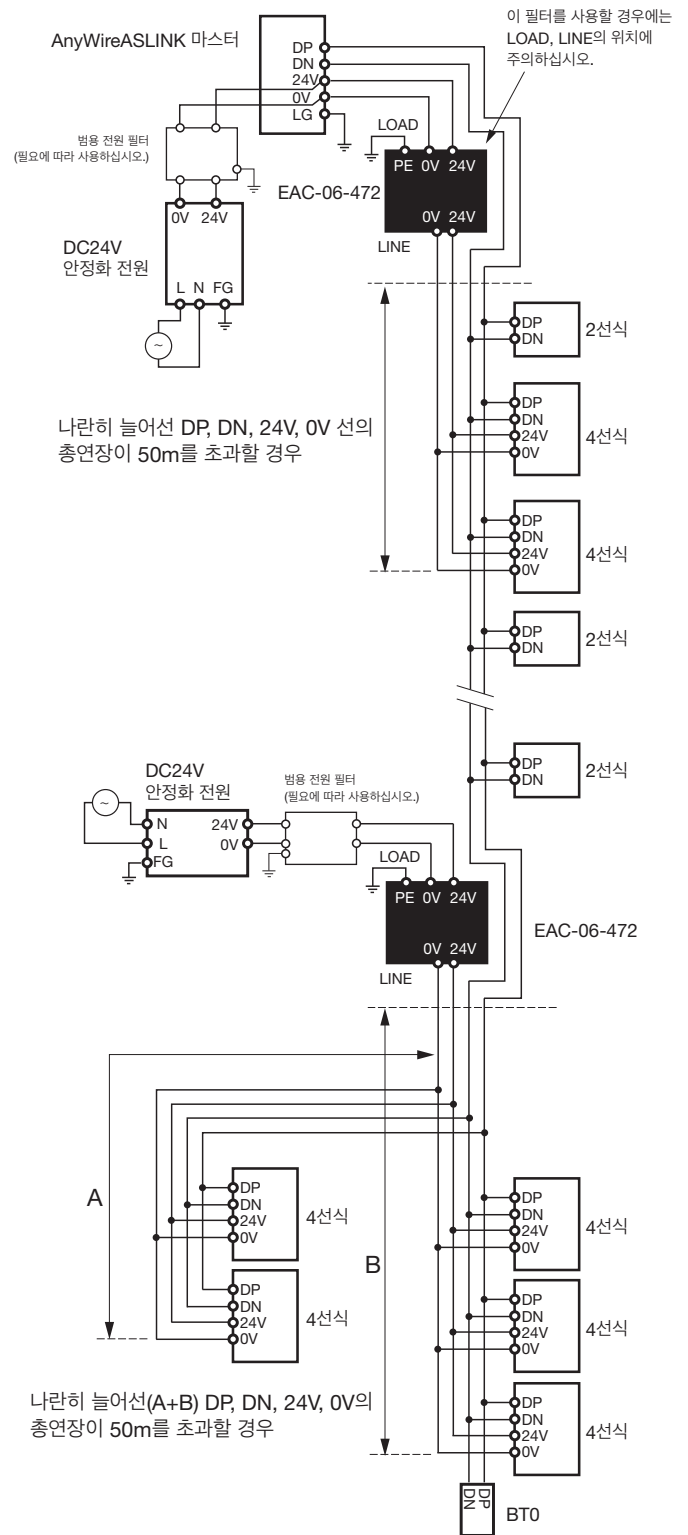 이 필터를 사용할 경우에는
LOAD, LINE의 위치에
주의하십시오.
AnyWireASLINK 마스터
DP
DN
24V
0V
LG
범용 전원 필터
(필요에 따라 사용하십시오.)
LOAD
PE 0V 24V
EAC-06-472
0V 24V
LINE
0V 24V
DC24V
안정화 전원
L N FG
~
DP
DN
2선식
나란히 늘어선 DP, DN, 24V, 0V 선의
총연장이 50m를 초과할 경우
DP
DN
24V
0V
4선식
DP
DN
24V
0V
4선식
DP
DN
2선식
DP
DN
2선식
DC24V
안정화 전원
범용 전원 필터
(필요에 따라 사용하십시오.)
~
N
L
FG
24V
0V
LOAD
PE 0V 24V
EAC-06-472
0V 24V
LINE
A
DP
DN
24V
0V
4선식
DP
DN
24V
0V
4선식
B
DP
DN
24V
0V
4선식
DP
DN
24V
0V
4선식
DP
DN
24V
0V
4선식
나란히 늘어선(A+B) DP, DN, 24V, 0V의
총연장이 50m를 초과할 경우
DP
DN
BT0